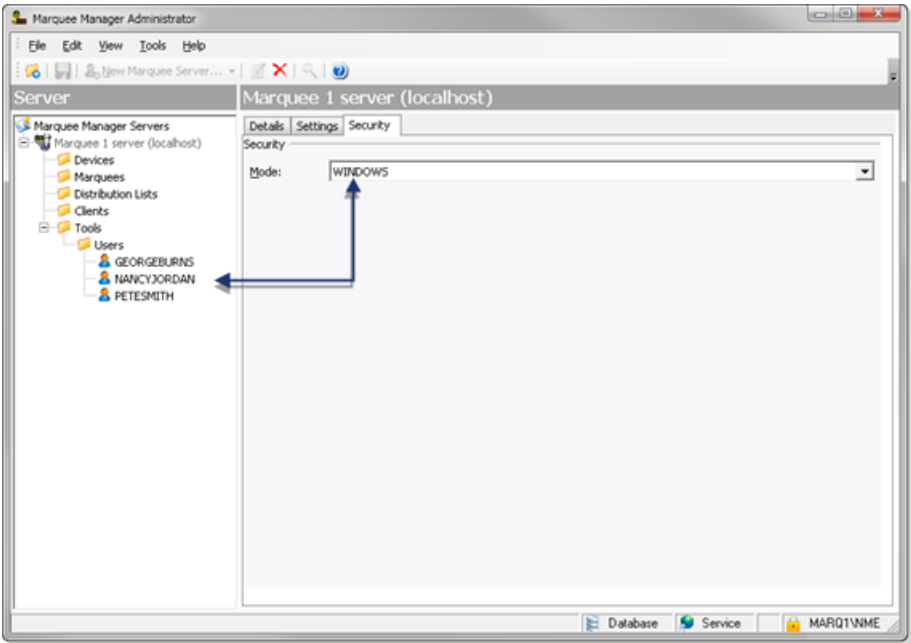 Marquee Manager Administrator
File Edit View Tools Help
New Marquee Server...
Server
Marquee 1 server (localhost)
Marquee Manager Servers
Marquee 1 server (localhost)
Devices
Marquees
Distribution Lists
Clients
Tools
Users
GEORGEBURNS
NANCYJORDAN
PETESMITH
Details Settings Security
Security
Mode: WINDOWS
Database Service MARQ1\NME